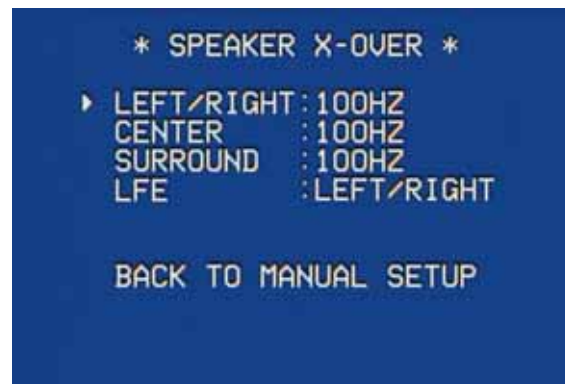 * SPEAKER X-OVER *
▶ LEFT/RIGHT:100HZ
CENTER :100HZ
SURROUND :100HZ
LFE :LEFT/RIGHT
BACK TO MANUAL SETUP